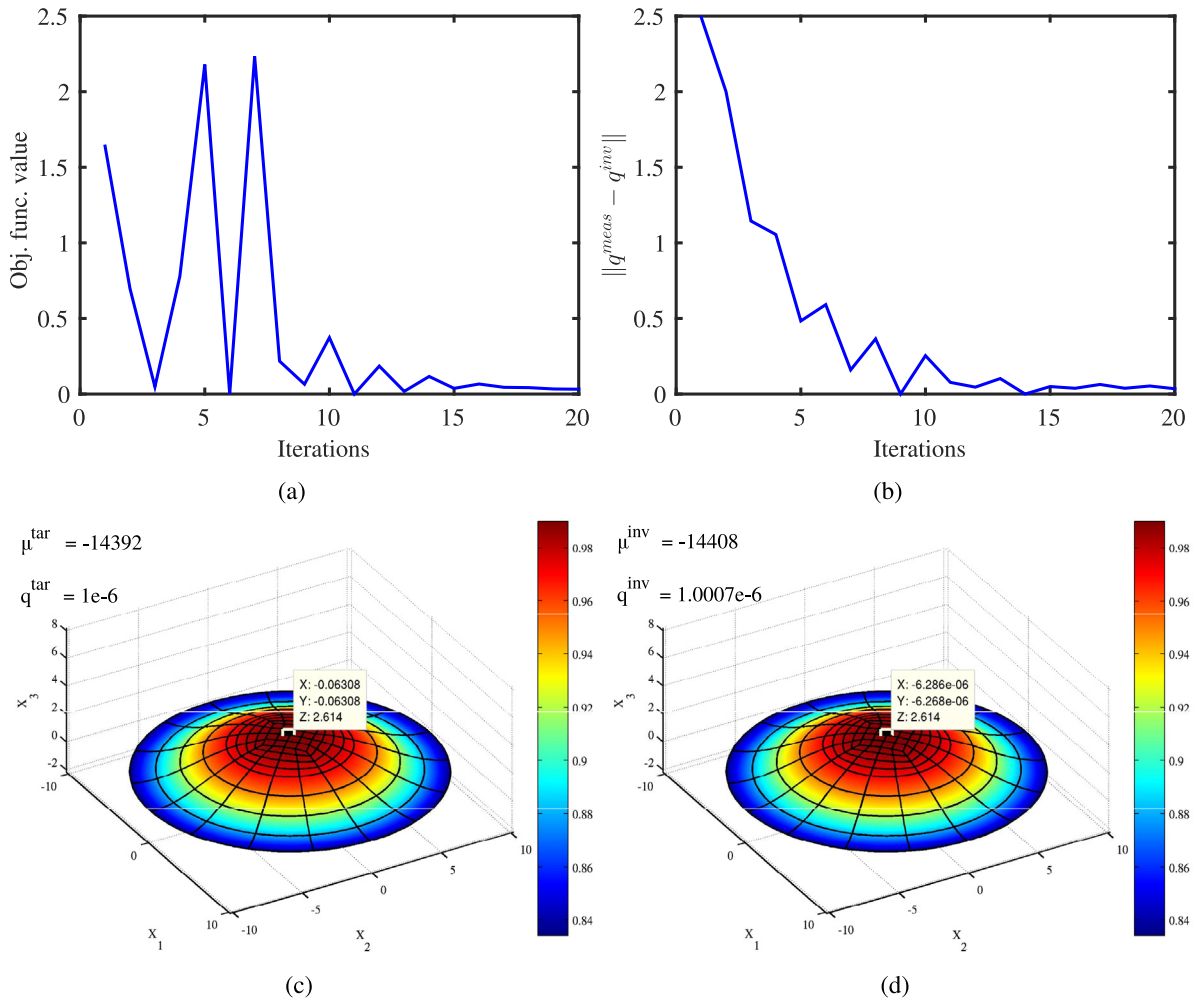 2.5
2
1.5
1
0.5
0
0 5 10 15 20
Obj. func. value
Iterations
(a)
2.5
2
1.5
1
0.5
0
0 5 10 15 20
||q^{meas} − q^{inv}||
Iterations
(b)
μ^{tar} = -14392
q^{tar} = 1e-6
X: -0.06308
Y: -0.06308
Z: 2.614
8
6
4
2
0
-2
x_3
-10
0
10
x_1
-10
-5
0
5
10
x_2
0.98
0.96
0.94
0.92
0.9
0.88
0.86
0.84
(c)
μ^{inv} = -14408
q^{inv} = 1.0007e-6
X: -6.286e-06
Y: -6.268e-06
Z: 2.614
8
6
4
2
0
-2
x_3
-10
0
10
x_1
-10
-5
0
5
10
x_2
0.98
0.96
0.94
0.92
0.9
0.88
0.86
0.84
(d)